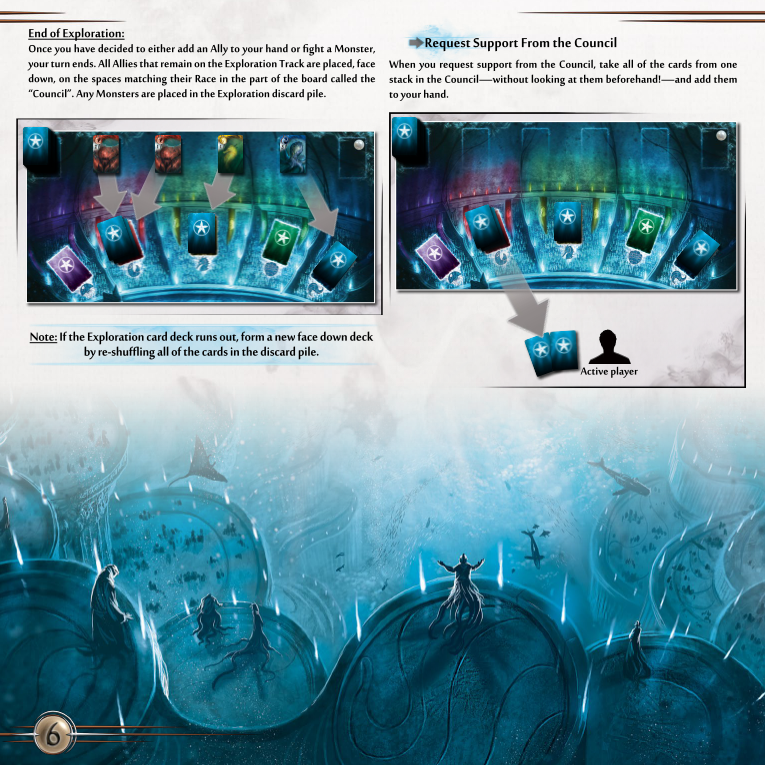 End of Exploration:
Once you have decided to either add an Ally to your hand or fight a Monster,
your turn ends. All Allies that remain on the Exploration Track are placed, face
down, on the spaces matching their Race in the part of the board called the
“Council”. Any Monsters are placed in the Exploration discard pile.
Note: If the Exploration card deck runs out, form a new face down deck
by re-shuffling all of the cards in the discard pile.
Request Support From the Council
When you request support from the Council, take all of the cards from one
stack in the Council—without looking at them beforehand!—and add them
to your hand.
Active player
6